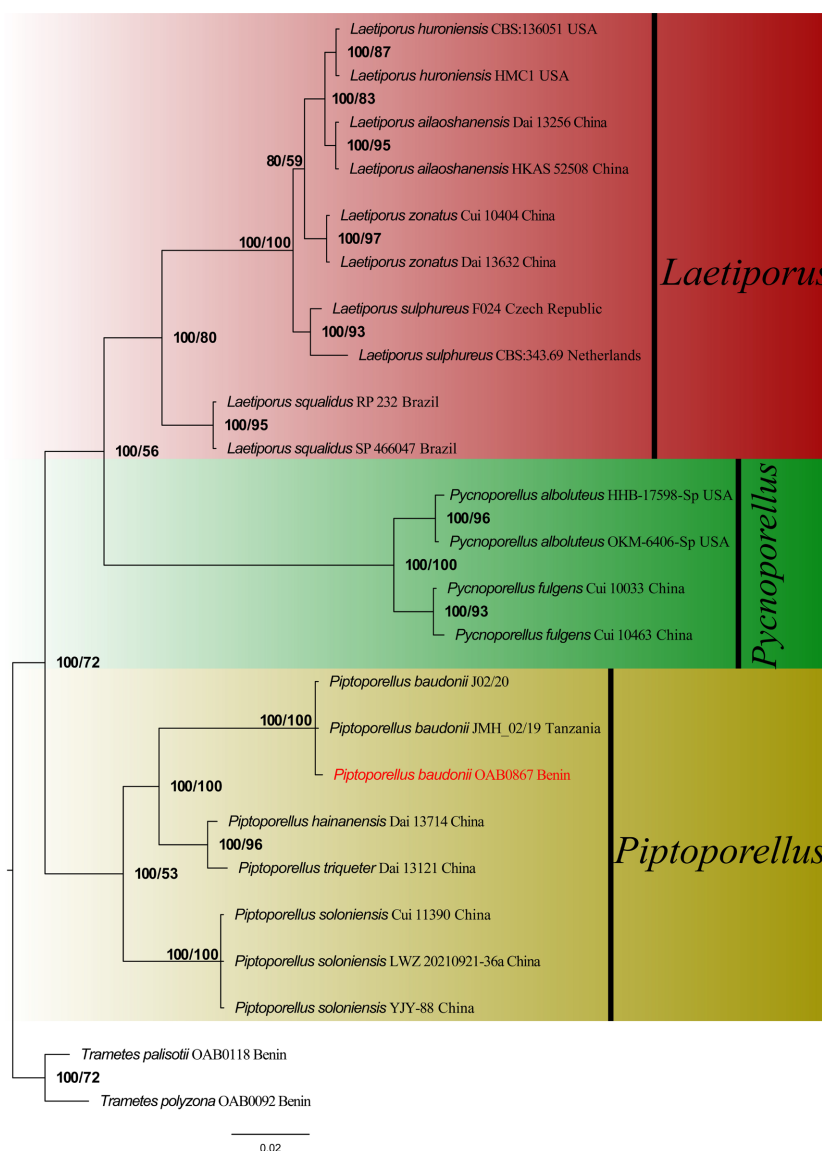 Laetiporus huroniensis CBS:136051 USA
100/87
Laetiporus huroniensis HMC1 USA
100/83
Laetiporus ailaoshanensis Dai 13256 China
100/95
80/59
Laetiporus ailaoshanensis HKAS 52508 China
Laetiporus zonatus Cui 10404 China
100/97
100/100
Laetiporus zonatus Dai 13632 China
Laetiporus
Laetiporus sulphureus F024 Czech Republic
100/93
100/80
Laetiporus sulphureus CBS:343.69 Netherlands
Laetiporus squalidus RP 232 Brazil
100/95
Laetiporus squalidus SP 466047 Brazil
100/56
Pycnoporellus alboluteus HHB-17598-Sp USA
100/96
Pycnoporellus alboluteus OKM-6406-Sp USA
100/100
Pycnoporellus
Pycnoporellus fulgens Cui 10033 China
100/93
Pycnoporellus fulgens Cui 10463 China
100/72
Piptoporellus baudonii J02/20
100/100
Piptoporellus baudonii JMH_02/19 Tanzania
Piptoporellus baudonii OAB0867 Benin
100/100
Piptoporellus hainanensis Dai 13714 China
100/96
Piptoporellus
Piptoporellus triqueter Dai 13121 China
100/53
Piptoporellus soloniensis Cui 11390 China
100/100
Piptoporellus soloniensis LWZ 20210921-36a China
Piptoporellus soloniensis YJY-88 China
Trametes palisotii OAB0118 Benin
100/72
Trametes polyzona OAB0092 Benin
0.02